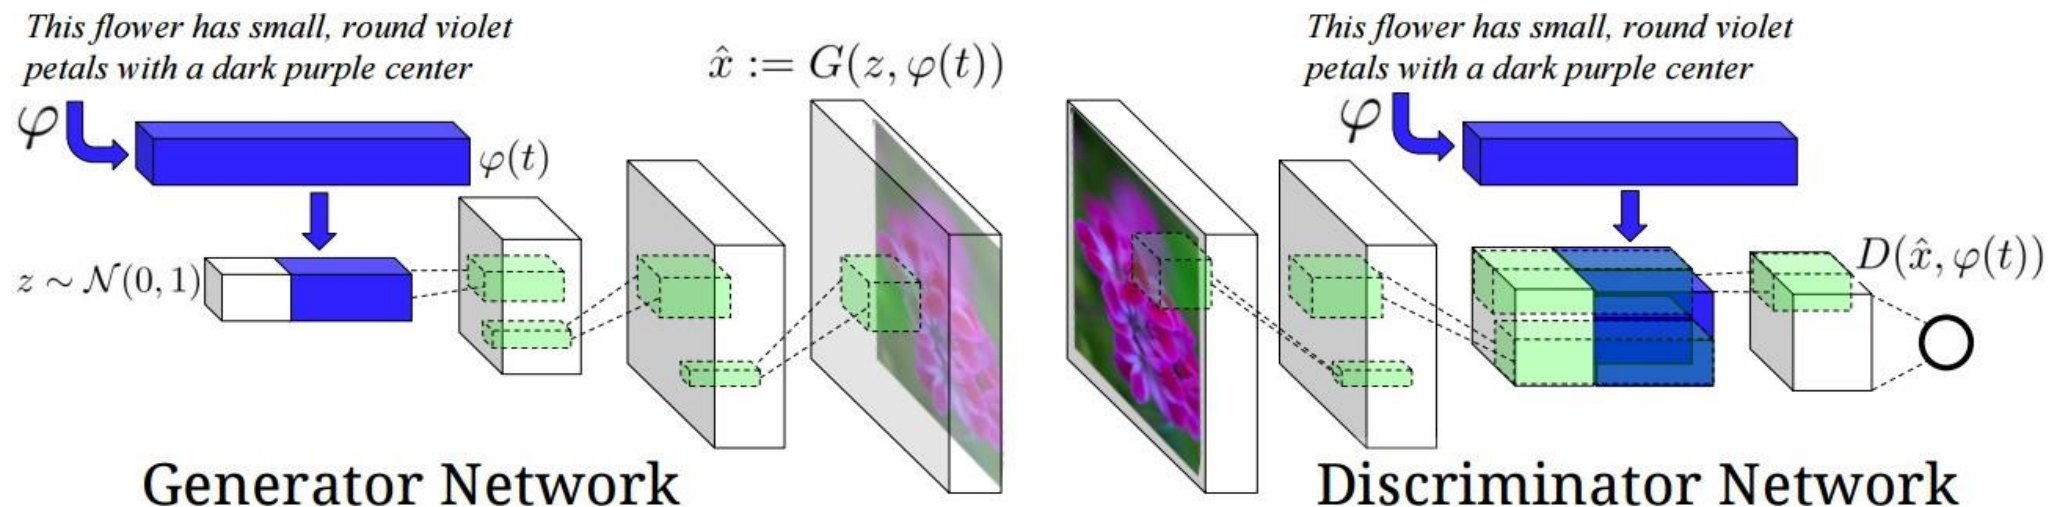 This flower has small, round violet
petals with a dark purple center
φ
φ(t)
z ∼ 𝒩(0, 1)
x̂ := G(z, φ(t))
Generator Network
This flower has small, round violet
petals with a dark purple center
φ
D(x̂, φ(t))
Discriminator Network